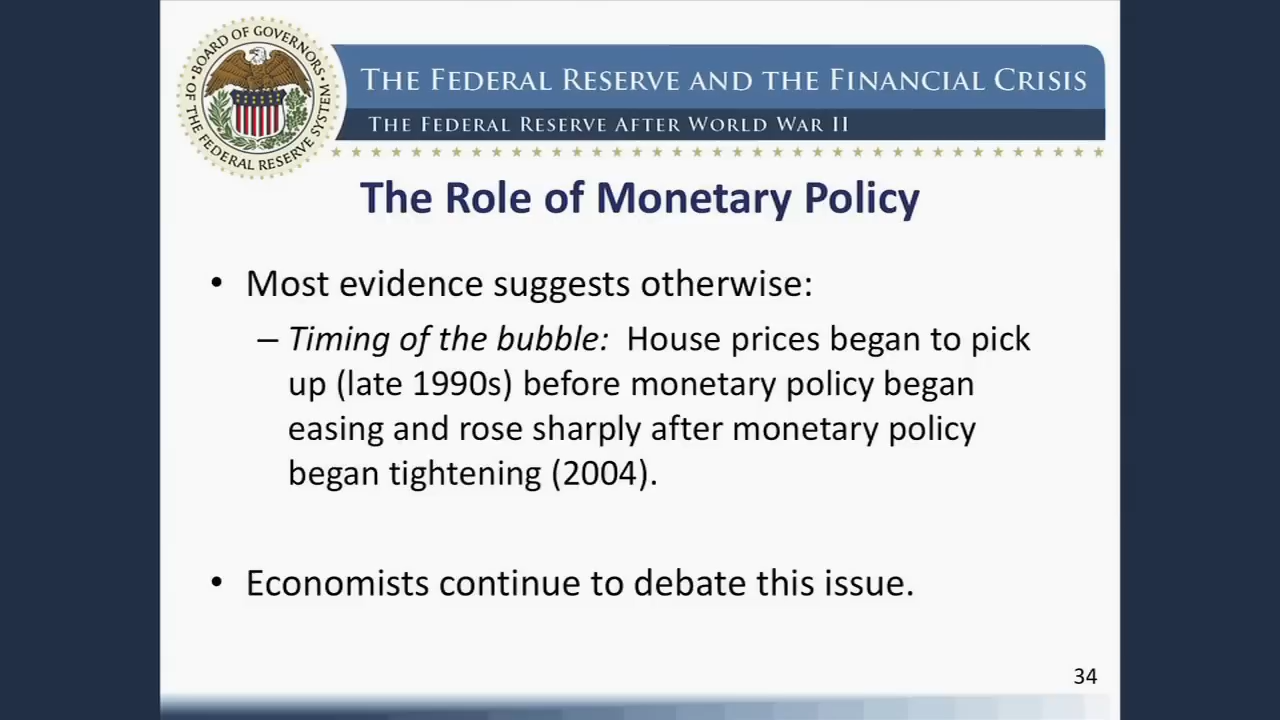 BOARD OF GOVERNORS
OF THE FEDERAL RESERVE SYSTEM
THE FEDERAL RESERVE AND THE FINANCIAL CRISIS
THE FEDERAL RESERVE AFTER WORLD WAR II
The Role of Monetary Policy
• Most evidence suggests otherwise:
– Timing of the bubble: House prices began to pick
up (late 1990s) before monetary policy began
easing and rose sharply after monetary policy
began tightening (2004).
• Economists continue to debate this issue.
34